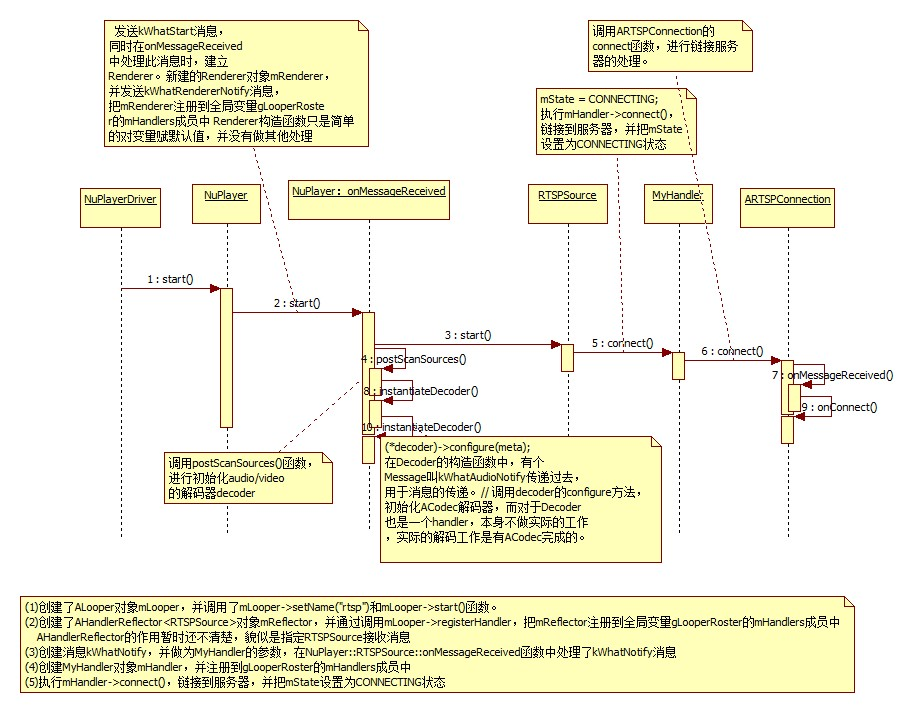 发送kWhatStart消息，
同时在onMessageReceived
中处理此消息时，建立
Renderer。新建的Renderer对象mRenderer，
并发送kWhatRendererNotify消息，
把mRenderer注册到全局变量gLooperRoste
r的mHandlers成员中 Renderer构造函数只是简单
的对变量赋默认值，并没有做其他处理
调用ARTSPConnection的
connect函数，进行链接服务
器的处理。
mState = CONNECTING;
执行mHandler->connect()，
链接到服务器，并把mState
设置为CONNECTING状态
NuPlayerDriver
NuPlayer
NuPlayer：onMessageReceived
RTSPSource
MyHandler
ARTSPConnection
1 : start()
2 : start()
3 : start()
5 : connect()
6 : connect()
4 : postScanSources()
7 : onMessageReceived()
8 : instantiateDecoder()
9 : onConnect()
10 : instantiateDecoder()
调用postScanSources()函数，
进行初始化audio/video
的解码器decoder
(*decoder)->configure(meta);
在Decoder的构造函数中，有个
Message叫kWhatAudioNotify传递过去，
用于消息的传递。// 调用decoder的configure方法，
初始化ACodec解码器，而对于Decoder
也是一个handler，本身不做实际的工作
，实际的解码工作是有ACodec完成的。
(1)创建了ALooper对象mLooper，并调用了mLooper->setName("rtsp")和mLooper->start()函数。
(2)创建了AHandlerReflector<RTSPSource>对象mReflector，并通过调用mLooper->registerHandler，把mReflector注册到全局变量gLooperRoster的mHandlers成员中
AHandlerReflector的作用暂时还不清楚，貌似是指定RTSPSource接收消息
(3)创建消息kWhatNotify，并做为MyHandler的参数，在NuPlayer::RTSPSource::onMessageReceived函数中处理了kWhatNotify消息
(4)创建MyHandler对象mHandler，并注册到gLooperRoster的mHandlers成员中
(5)执行mHandler->connect()，链接到服务器，并把mState设置为CONNECTING状态